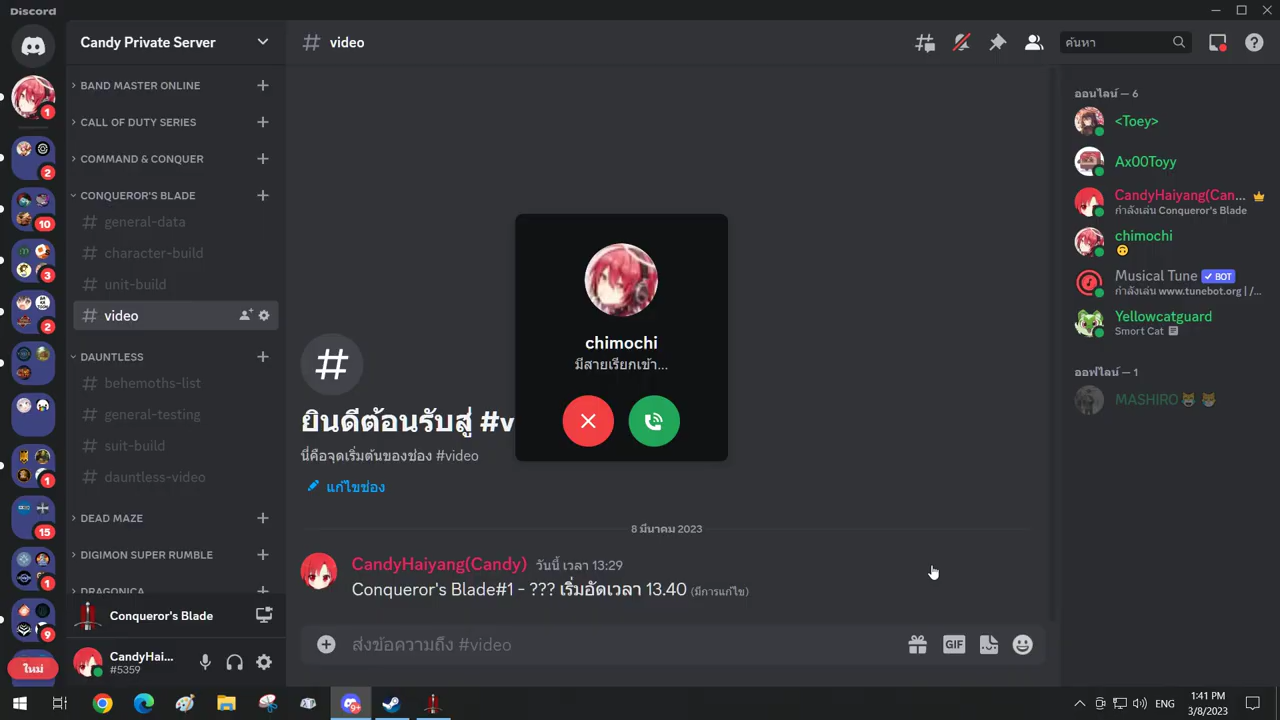 Discord
Candy Private Server
BAND MASTER ONLINE
CALL OF DUTY SERIES
COMMAND & CONQUER
CONQUEROR'S BLADE
general-data
character-build
unit-build
video
DAUNTLESS
behemoths-list
general-testing
suit-build
dauntless-video
DEAD MAZE
DIGIMON SUPER RUMBLE
DRAGONICA
Conqueror's Blade
CandyHai...
#5359
1
2
10
3
2
1
15
1
9
ใหม่
video
ค้นหา
chimochi
มีสายเรียกเข้า...
ยินดีต้อนรับสู่ #v
นี่คือจุดเริ่มต้นของช่อง #video
แก้ไขช่อง
8 มีนาคม 2023
CandyHaiyang(Candy) วันนี้ เวลา 13:29
Conqueror's Blade#1 - ??? เริ่มอัดเวลา 13.40 (มีการแก้ไข)
ส่งข้อความถึง #video
GIF
ออนไลน์ — 6
<Toey>
Ax00Toyy
CandyHaiyang(Can...
กำลังเล่น Conqueror's Blade
chimochi
Musical Tune BOT
กำลังเล่น www.tunebot.org | /...
Yellowcatguard
Smort Cat
ออฟไลน์ — 1
MASHIRO
9+
ENG
1:41 PM
3/8/2023